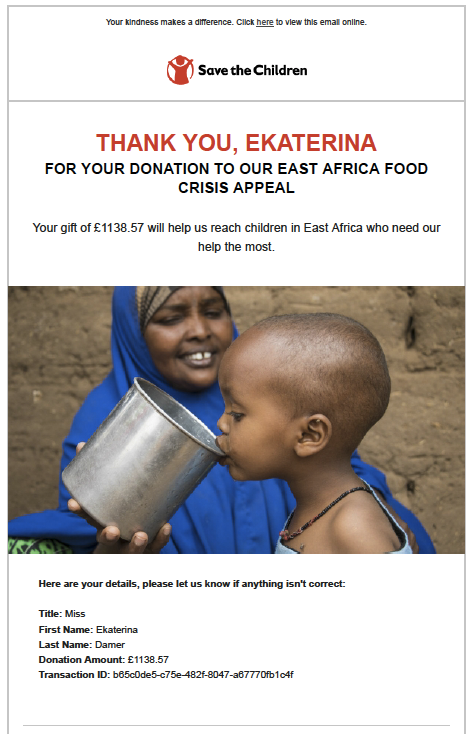 Your kindness makes a difference. Click here to view this email online.
Save the Children
THANK YOU, EKATERINA
FOR YOUR DONATION TO OUR EAST AFRICA FOOD
CRISIS APPEAL
Your gift of £1138.57 will help us reach children in East Africa who need our
help the most.
Here are your details, please let us know if anything isn't correct:
Title: Miss
First Name: Ekaterina
Last Name: Damer
Donation Amount: £1138.57
Transaction ID: b65c0de5-c75e-482f-8047-a67770fb1c4f